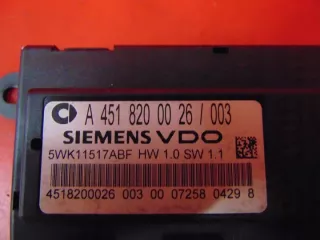 A 451 820 00 26 / 003
SIEMENS VDO
5WK11517ABF HW 1.0 SW 1.1
4518200026 003 00 07258 0429 8